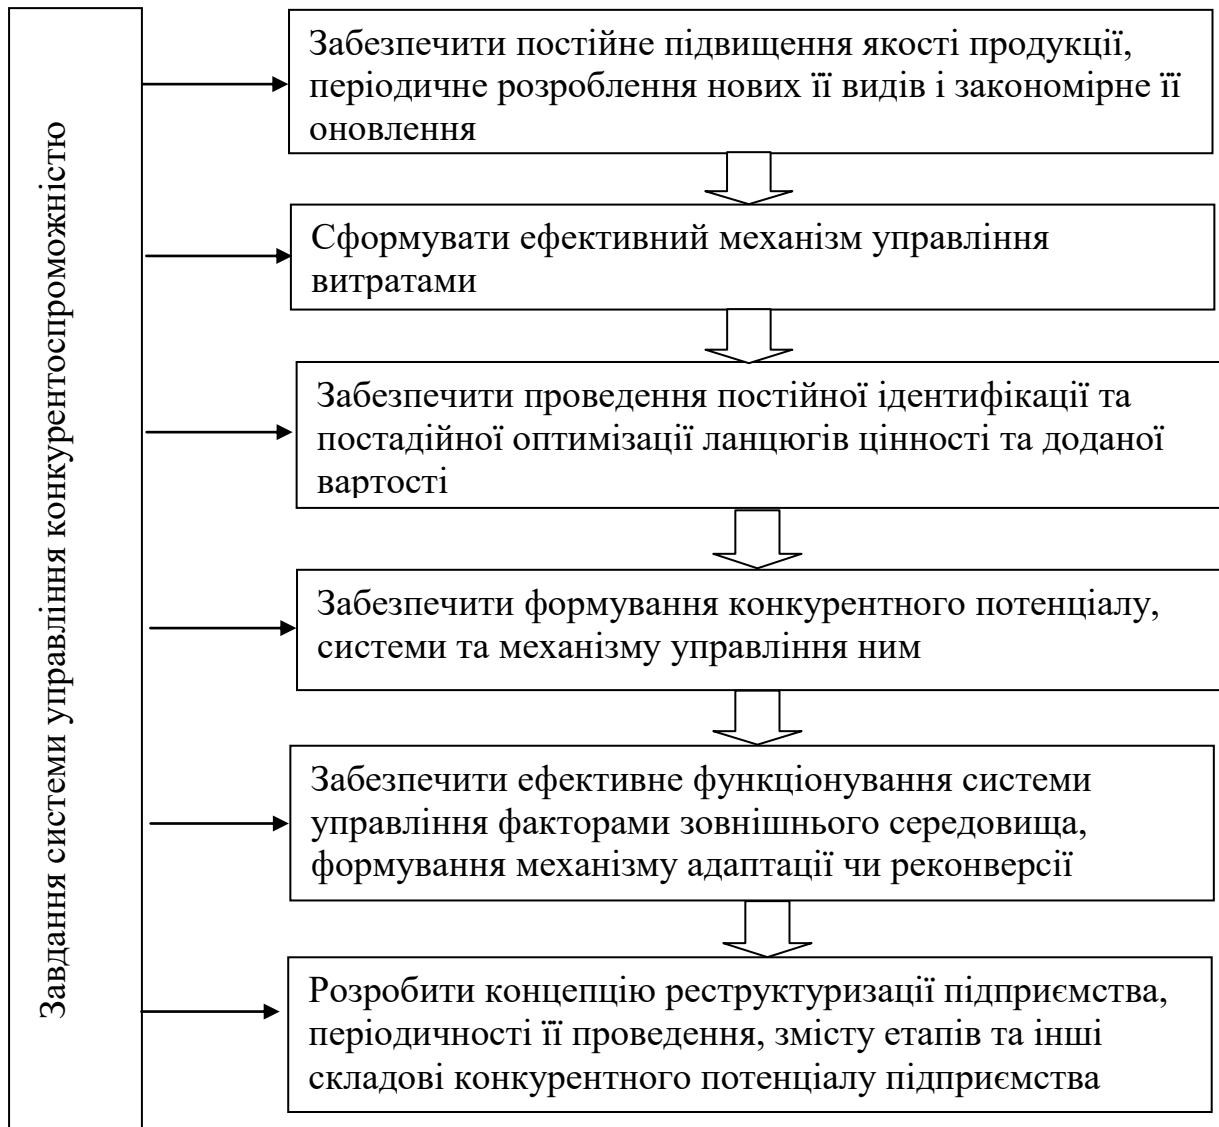 Завдання системи управління конкурентоспроможністю
Забезпечити постійне підвищення якості продукції,
періодичне розроблення нових її видів і закономірне її
оновлення
Сформувати ефективний механізм управління
витратами
Забезпечити проведення постійної ідентифікації та
постадійної оптимізації ланцюгів цінності та доданої
вартості
Забезпечити формування конкурентного потенціалу,
системи та механізму управління ним
Забезпечити ефективне функціонування системи
управління факторами зовнішнього середовища,
формування механізму адаптації чи реконверсії
Розробити концепцію реструктуризації підприємства,
періодичності її проведення, змісту етапів та інші
складові конкурентного потенціалу підприємства